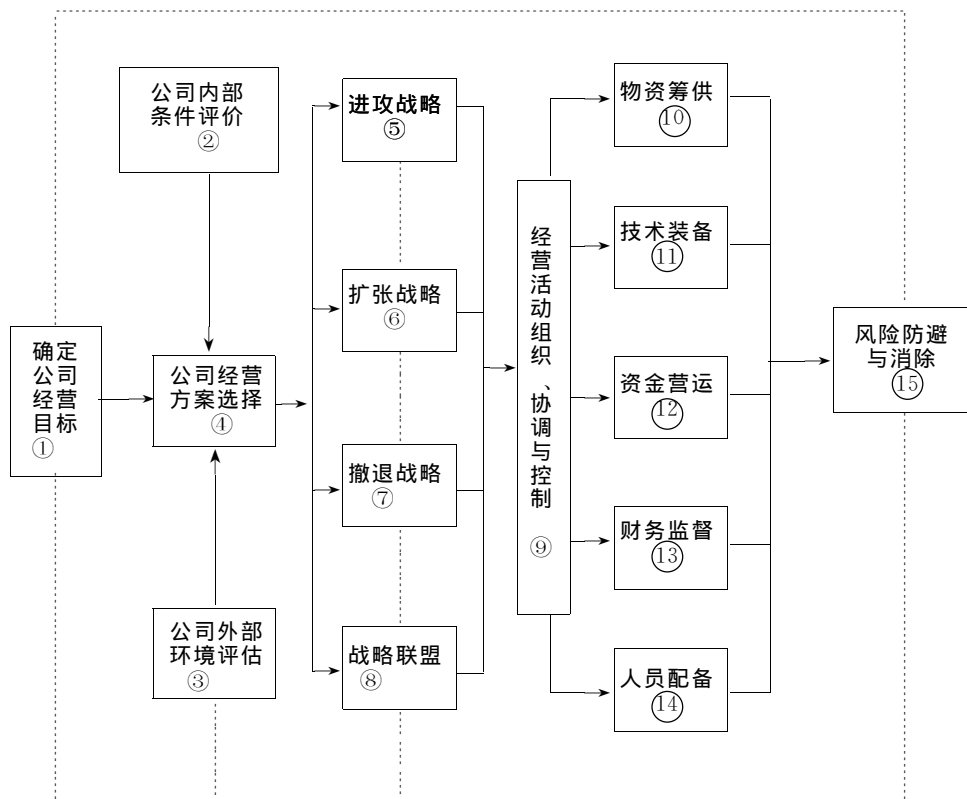 确定
公司
经营
目标
①
公司内部
条件评价
②
公司经营
方案选择
④
公司外部
环境评估
③
进攻战略
⑤
扩张战略
⑥
撤退战略
⑦
战略联盟
⑧
经营活动组织、协调与控制
⑨
物资筹供
⑩
技术装备
⑪
资金营运
⑫
财务监督
⑬
人员配备
⑭
风险防避
与消除
⑮